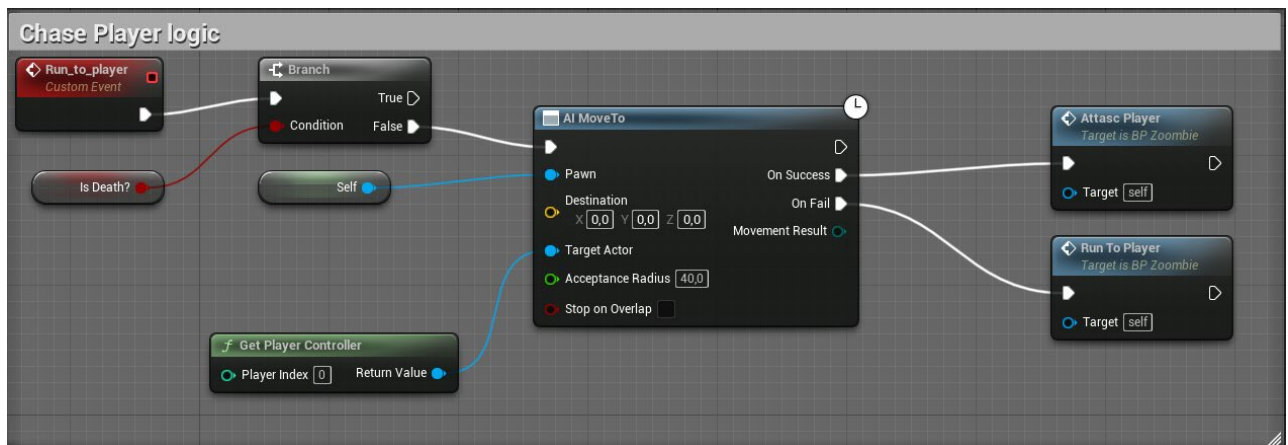 Chase Player logic
Run_to_player
Custom Event
Branch
True
Condition
False
Is Death?
Self
AI MoveTo
Pawn
On Success
Destination
X 0,0 Y 0,0 Z 0,0
On Fail
Movement Result
Target Actor
Acceptance Radius 40,0
Stop on Overlap
f Get Player Controller
Player Index 0
Return Value
Attasc Player
Target is BP Zoombie
Target self
Run To Player
Target is BP Zoombie
Target self